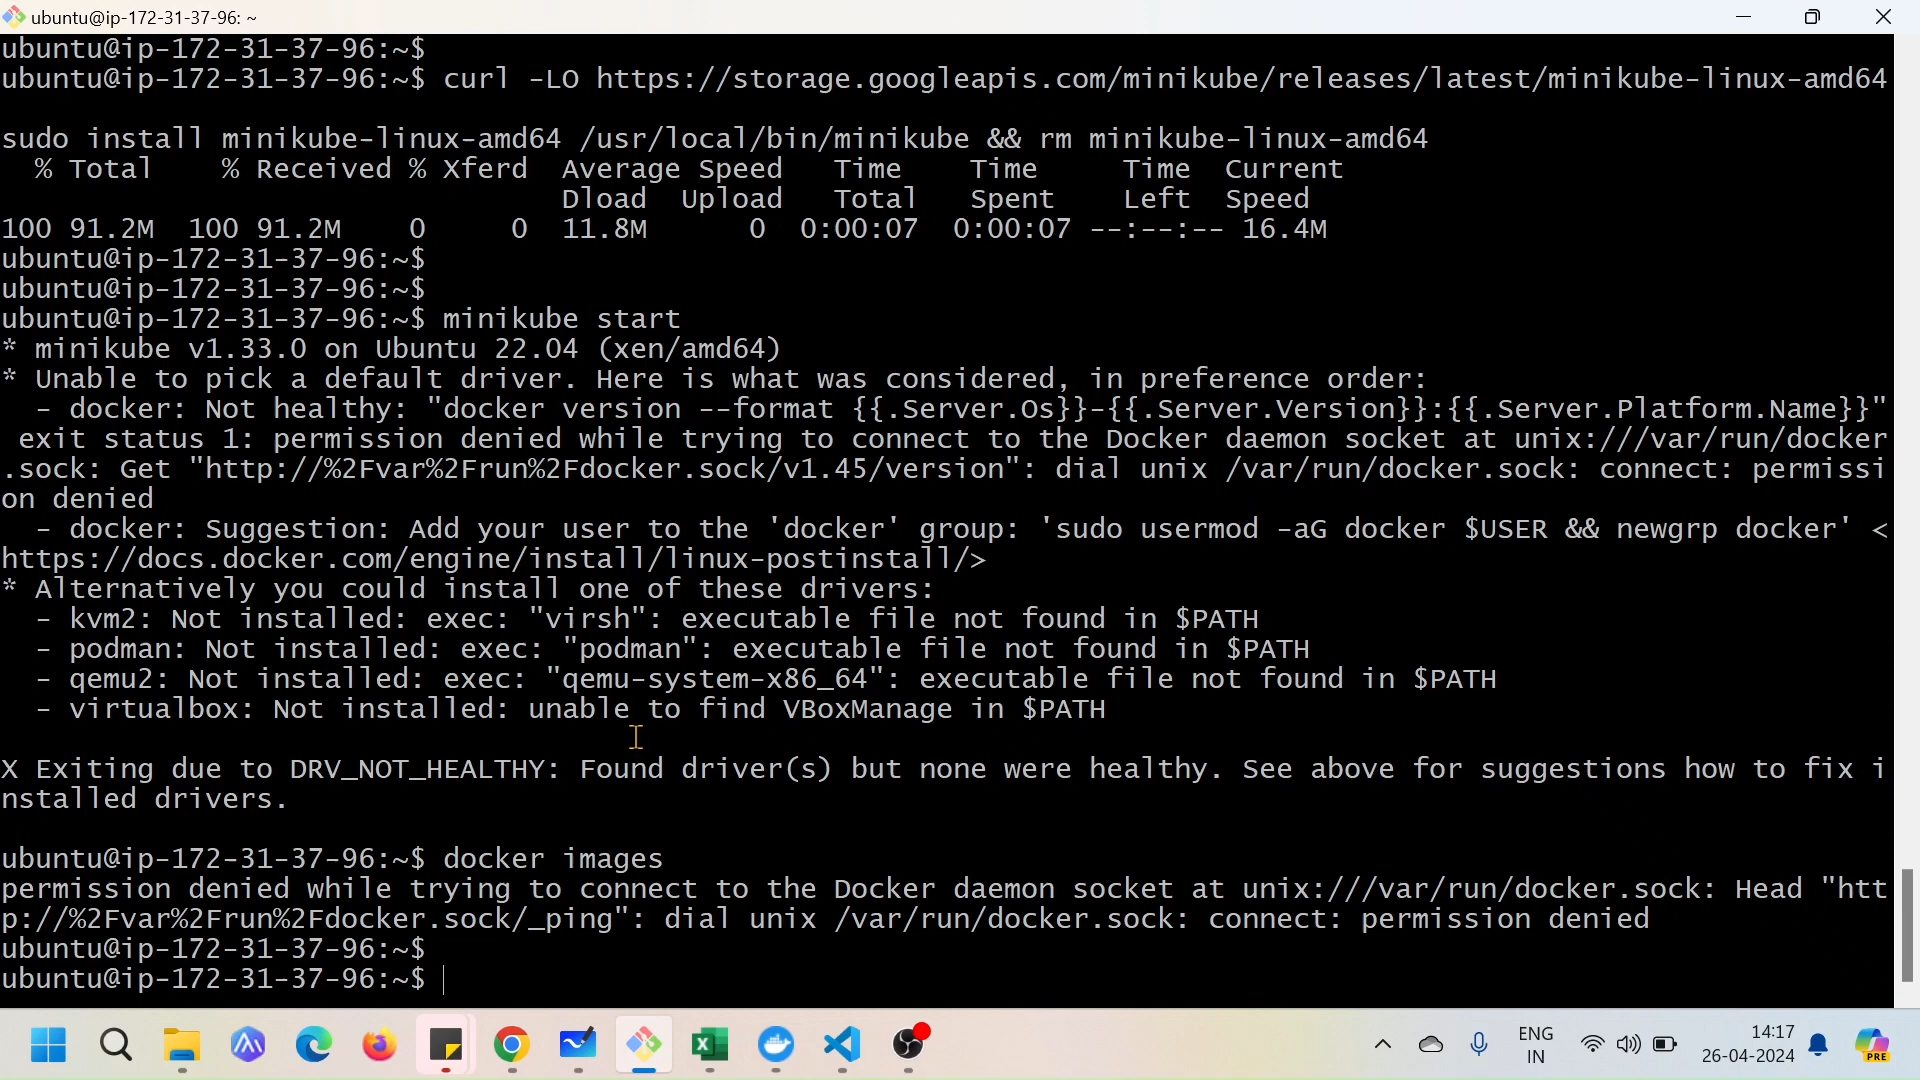 ubuntu@ip-172-31-37-96: ~
ubuntu@ip-172-31-37-96:~$
ubuntu@ip-172-31-37-96:~$ curl -LO https://storage.googleapis.com/minikube/releases/latest/minikube-linux-amd64
sudo install minikube-linux-amd64 /usr/local/bin/minikube && rm minikube-linux-amd64
% Total % Received % Xferd Average Speed Time Time Time Current
Dload Upload Total Spent Left Speed
100 91.2M 100 91.2M 0 0 11.8M 0 0:00:07 0:00:07 --:--:-- 16.4M
ubuntu@ip-172-31-37-96:~$
ubuntu@ip-172-31-37-96:~$
ubuntu@ip-172-31-37-96:~$ minikube start
* minikube v1.33.0 on Ubuntu 22.04 (xen/amd64)
* Unable to pick a default driver. Here is what was considered, in preference order:
- docker: Not healthy: "docker version --format {{.Server.Os}}-{{.Server.Version}}:{{.Server.Platform.Name}}"
exit status 1: permission denied while trying to connect to the Docker daemon socket at unix:///var/run/docker
.sock: Get "http://%2Fvar%2Frun%2Fdocker.sock/v1.45/version": dial unix /var/run/docker.sock: connect: permissi
on denied
- docker: Suggestion: Add your user to the 'docker' group: 'sudo usermod -aG docker $USER && newgrp docker' <
https://docs.docker.com/engine/install/linux-postinstall/>
* Alternatively you could install one of these drivers:
- kvm2: Not installed: exec: "virsh": executable file not found in $PATH
- podman: Not installed: exec: "podman": executable file not found in $PATH
- qemu2: Not installed: exec: "qemu-system-x86_64": executable file not found in $PATH
- virtualbox: Not installed: unable to find VBoxManage in $PATH
X Exiting due to DRV_NOT_HEALTHY: Found driver(s) but none were healthy. See above for suggestions how to fix i
nstalled drivers.
ubuntu@ip-172-31-37-96:~$ docker images
permission denied while trying to connect to the Docker daemon socket at unix:///var/run/docker.sock: Head "htt
p://%2Fvar%2Frun%2Fdocker.sock/_ping": dial unix /var/run/docker.sock: connect: permission denied
ubuntu@ip-172-31-37-96:~$
ubuntu@ip-172-31-37-96:~$
ENG
IN
14:17
26-04-2024
PRE